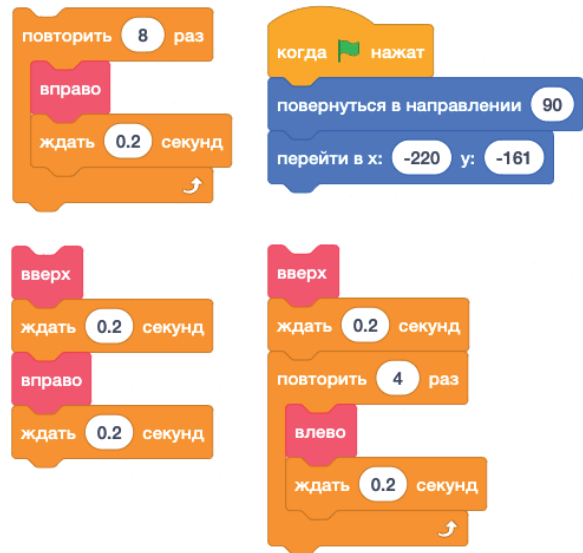 повторить 8 раз
вправо
ждать 0.2 секунд
когда нажат
повернуться в направлении 90
перейти в x: -220 y: -161
вверх
ждать 0.2 секунд
вправо
ждать 0.2 секунд
вверх
ждать 0.2 секунд
повторить 4 раз
влево
ждать 0.2 секунд